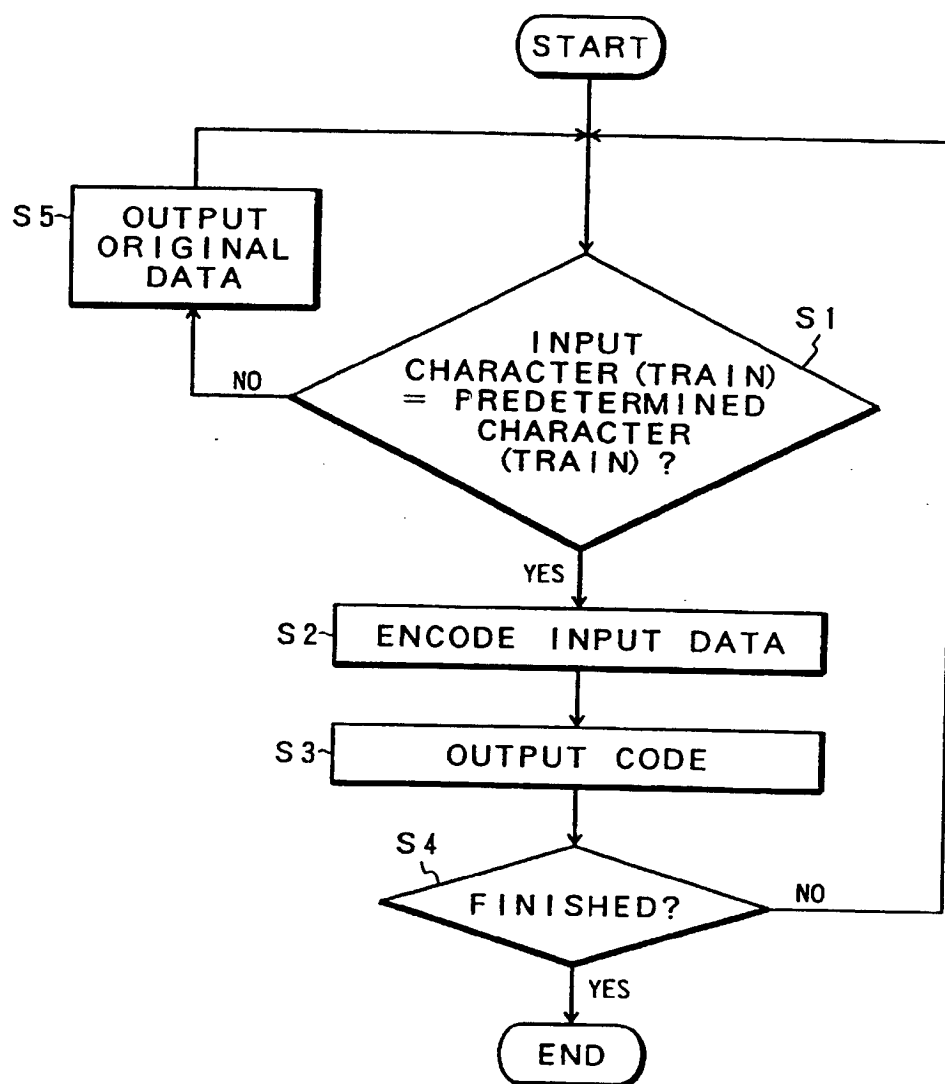 START
S5
OUTPUT
ORIGINAL
DATA
S1
INPUT
CHARACTER (TRAIN)
= PREDETERMINED
CHARACTER
(TRAIN) ?
NO
YES
S2
ENCODE INPUT DATA
S3
OUTPUT CODE
S4
FINISHED?
NO
YES
END